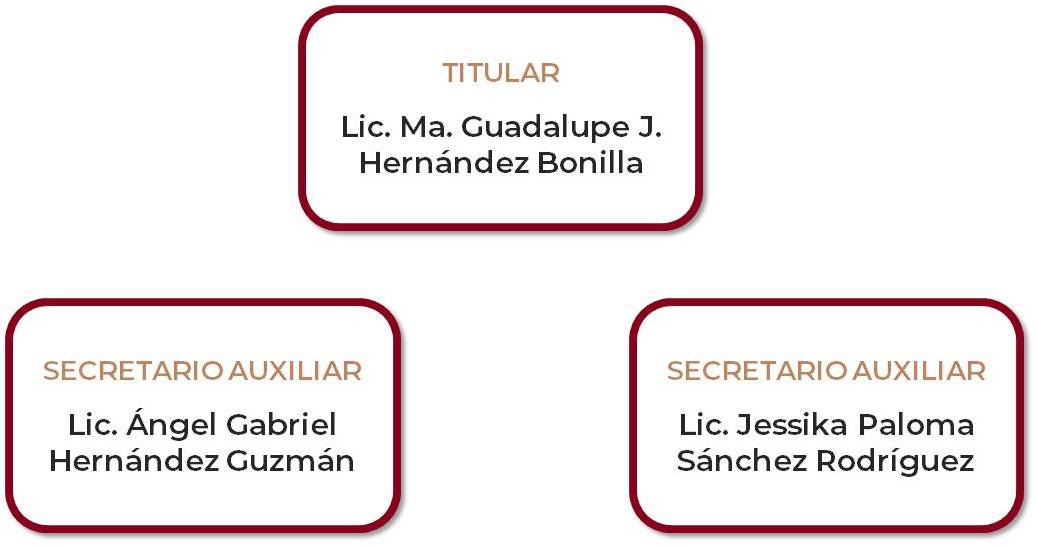 TITULAR
Lic. Ma. Guadalupe J.
Hernández Bonilla
SECRETARIO AUXILIAR
Lic. Ángel Gabriel
Hernández Guzmán
SECRETARIO AUXILIAR
Lic. Jessika Paloma
Sánchez Rodríguez